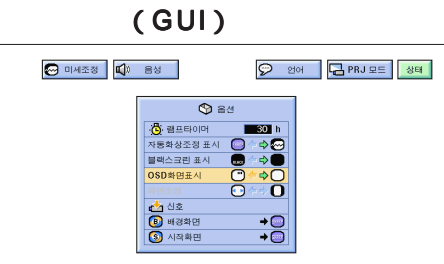 (GUI)
미세조정 음성 언어 PRJ 모드 상태
옵션
램프타이머 30 h
자동화상조정 표시
블랙스크린 표시
OSD화면표시
신호
배경화면
시작화면